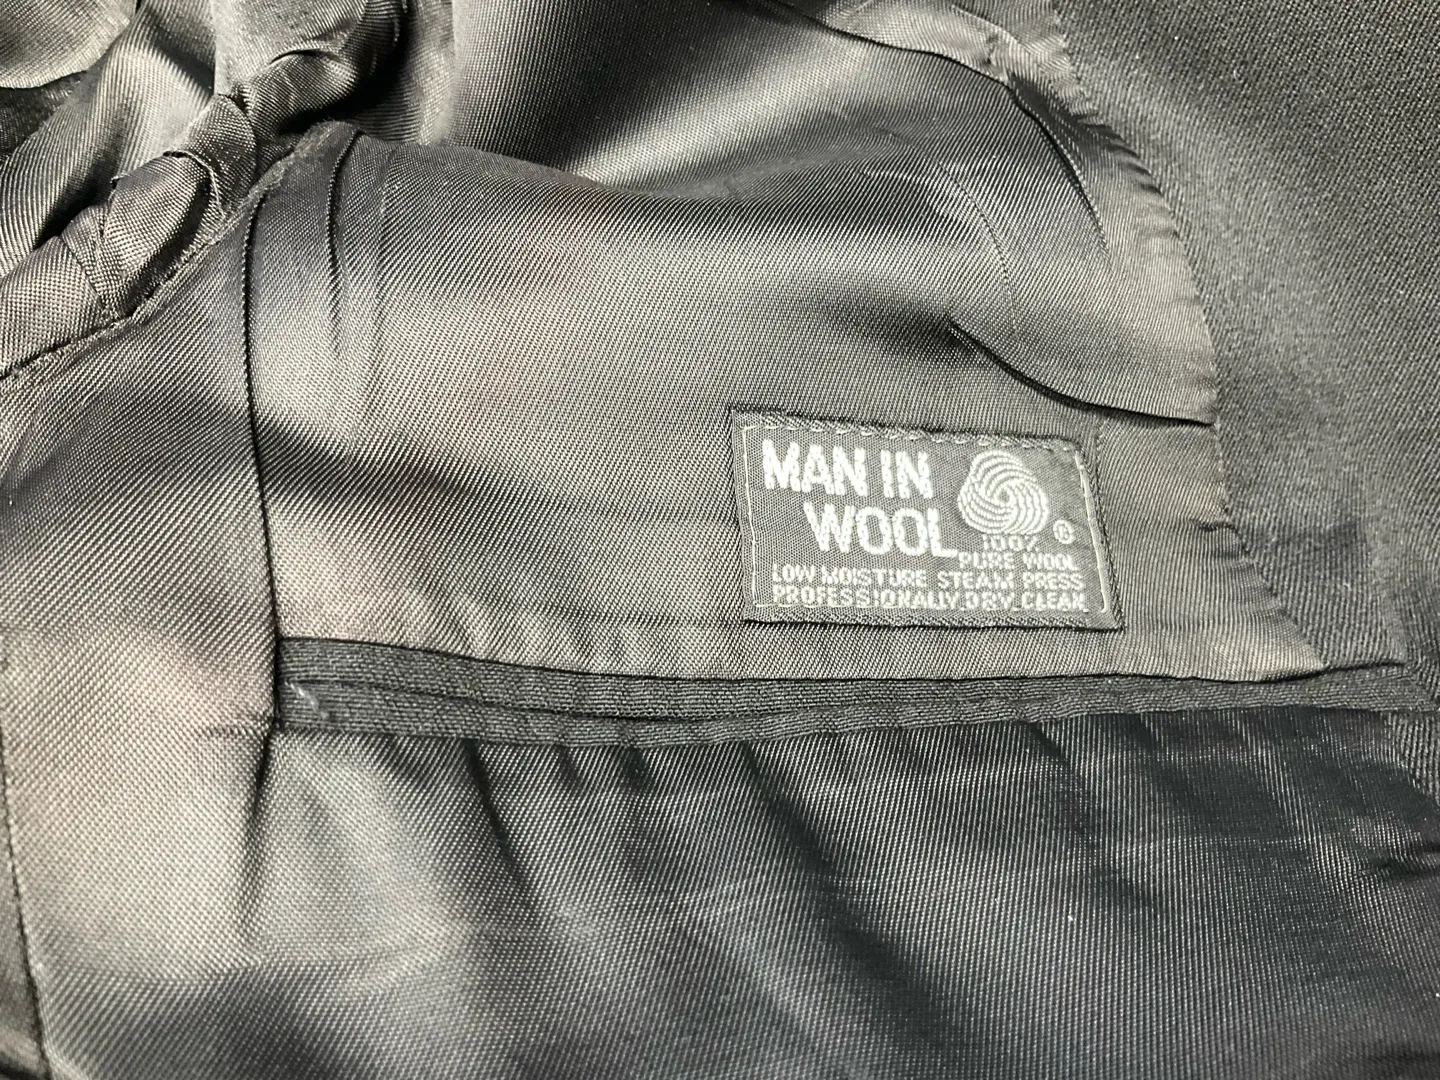 MAN IN
WOOL
®
100%
PURE WOOL
LOW MOISTURE STEAM PRESS
PROFESSIONALLY DRY CLEAN